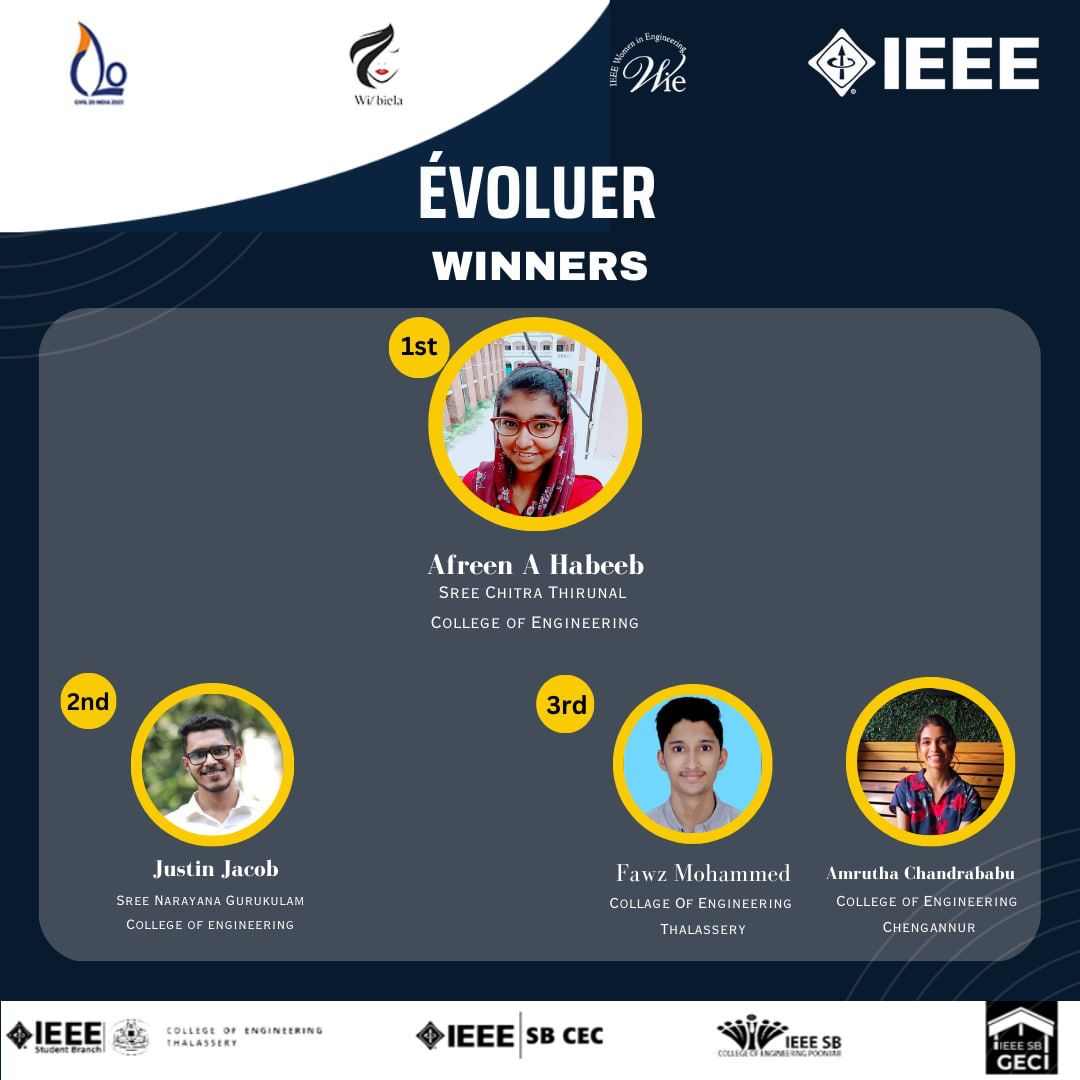 CIVIL 20 INDIA 2023
IEEE Women in Engineering
Wie
IEEE
ÉVOLUER
WINNERS
1st
Afreen A Habeeb
SREE CHITRA THIRUNAL
COLLEGE OF ENGINEERING
2nd
3rd
Justin Jacob
SREE NARAYANA GURUKULAM
COLLEGE OF ENGINEERING
Fawz Mohammed
COLLAGE OF ENGINEERING
THALASSERY
Amrutha Chandrababu
COLLEGE OF ENGINEERING
CHENGANNUR
IEEE
Student Branch
COLLEGE OF ENGINEERING
THALASSERY
IEEE SB CEC
IEEE SB
COLLEGE OF ENGINEERING POONJAR
IEEE SB
GECI